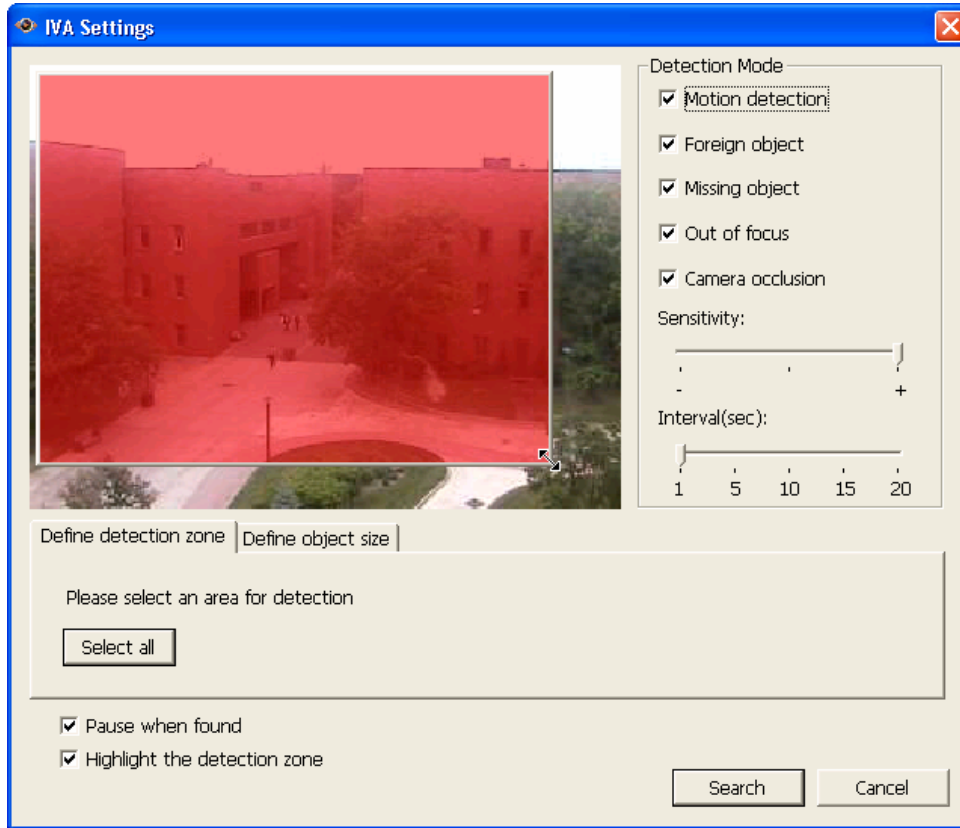 IVA Settings
Detection Mode
Motion detection
Foreign object
Missing object
Out of focus
Camera occlusion
Sensitivity:
- +
Interval(sec):
1 5 10 15 20
Define detection zone Define object size
Please select an area for detection
Select all
Pause when found
Highlight the detection zone
Search Cancel